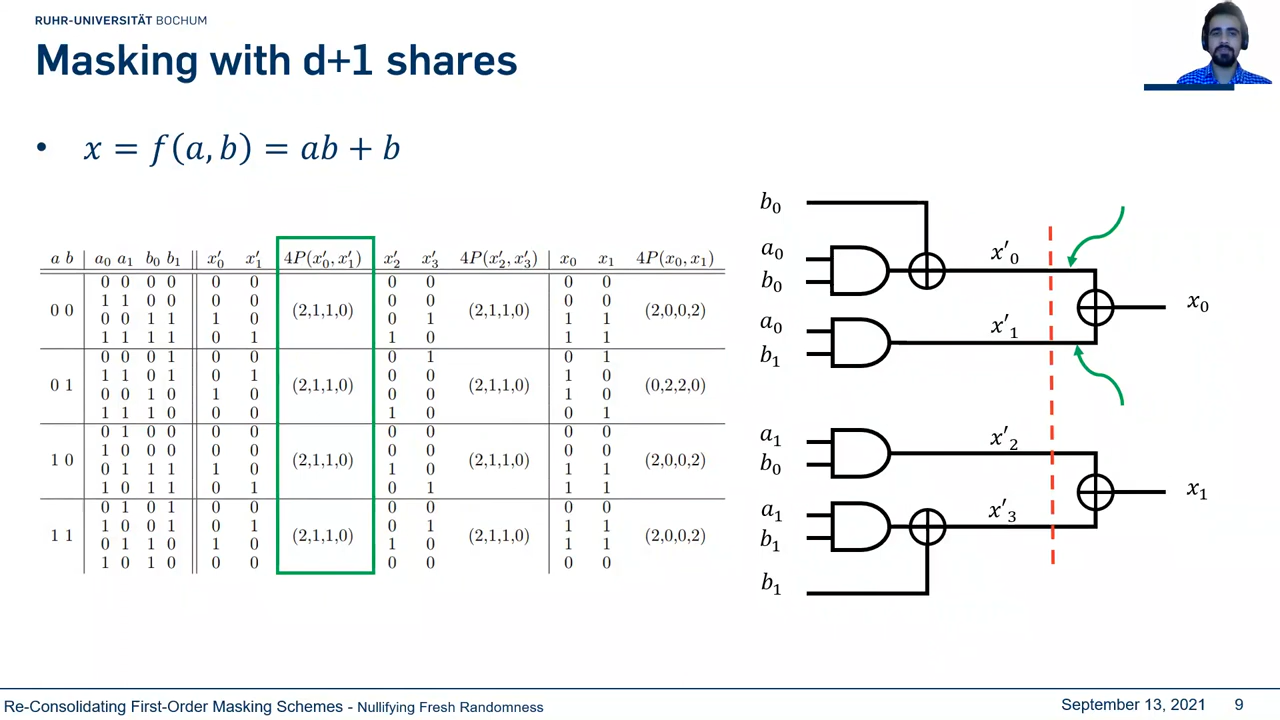 RUHR-UNIVERSITÄT BOCHUM
Masking with d+1 shares
• x = f(a, b) = ab + b
a b | a₀ a₁ b₀ b₁ || x′₀ x′₁ 4P(x′₀, x′₁) x′₂ x′₃ 4P(x′₂, x′₃) | x₀ x₁ 4P(x₀, x₁)
0 0 0 0 0 0 0 0 0 0
1 1 0 0 0 0 0 0 0 0
0 0 (2,1,1,0) (2,1,1,0) (2,0,0,2)
0 0 1 1 1 0 0 1 1 1
1 1 1 1 0 1 1 0 1 1
0 0 0 1 0 0 0 1 0 1
1 1 0 1 0 1 0 0 1 0
0 1 (2,1,1,0) (2,1,1,0) (0,2,2,0)
0 0 1 0 1 0 0 0 1 0
1 1 1 0 0 0 1 0 0 1
0 1 0 0 0 0 0 0 0 0
1 0 0 0 0 0 0 0 0 0
1 0 (2,1,1,0) (2,1,1,0) (2,0,0,2)
0 1 1 1 1 0 1 0 1 1
1 0 1 1 0 1 0 1 1 1
0 1 0 1 0 0 0 0 0 0
1 0 0 1 0 1 0 1 1 1
1 1 (2,1,1,0) (2,1,1,0) (2,0,0,2)
0 1 1 0 1 0 1 0 1 1
1 0 1 0 0 0 0 0 0 0
b₀
a₀
b₀
x′₀
a₀
b₁
x′₁
x₀
a₁
b₀
x′₂
a₁
b₁
x′₃
x₁
b₁
Re-Consolidating First-Order Masking Schemes - Nullifying Fresh Randomness
September 13, 2021 9